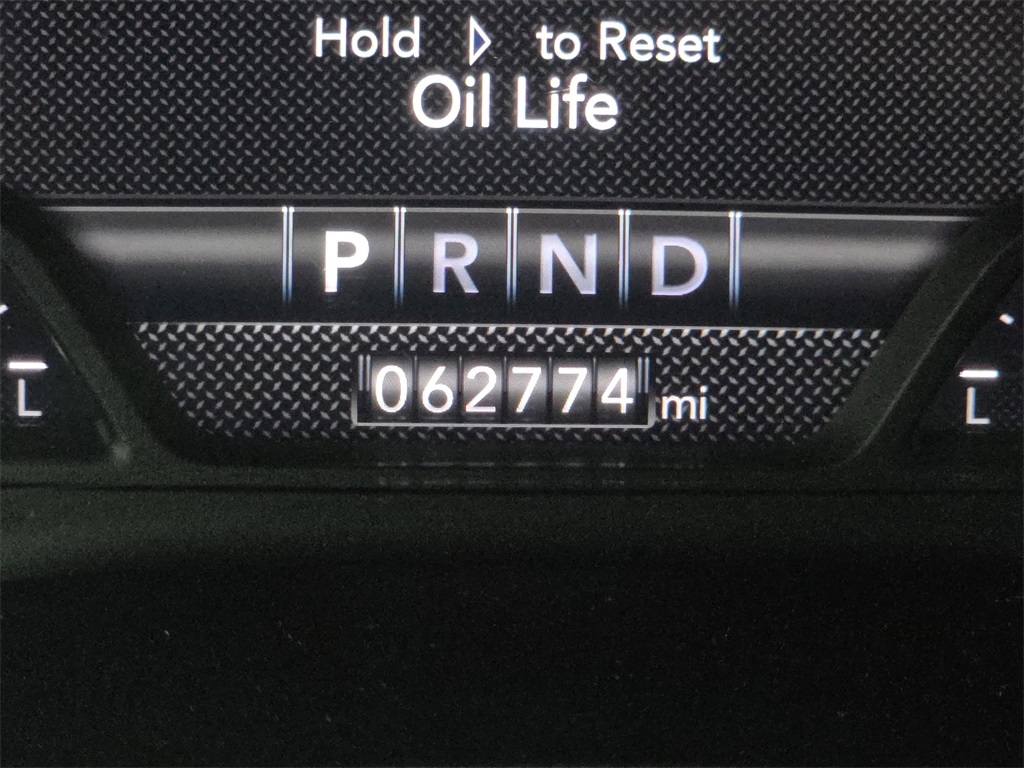 Hold ▷ to Reset
Oil Life
P R N D
062774 mi
L L